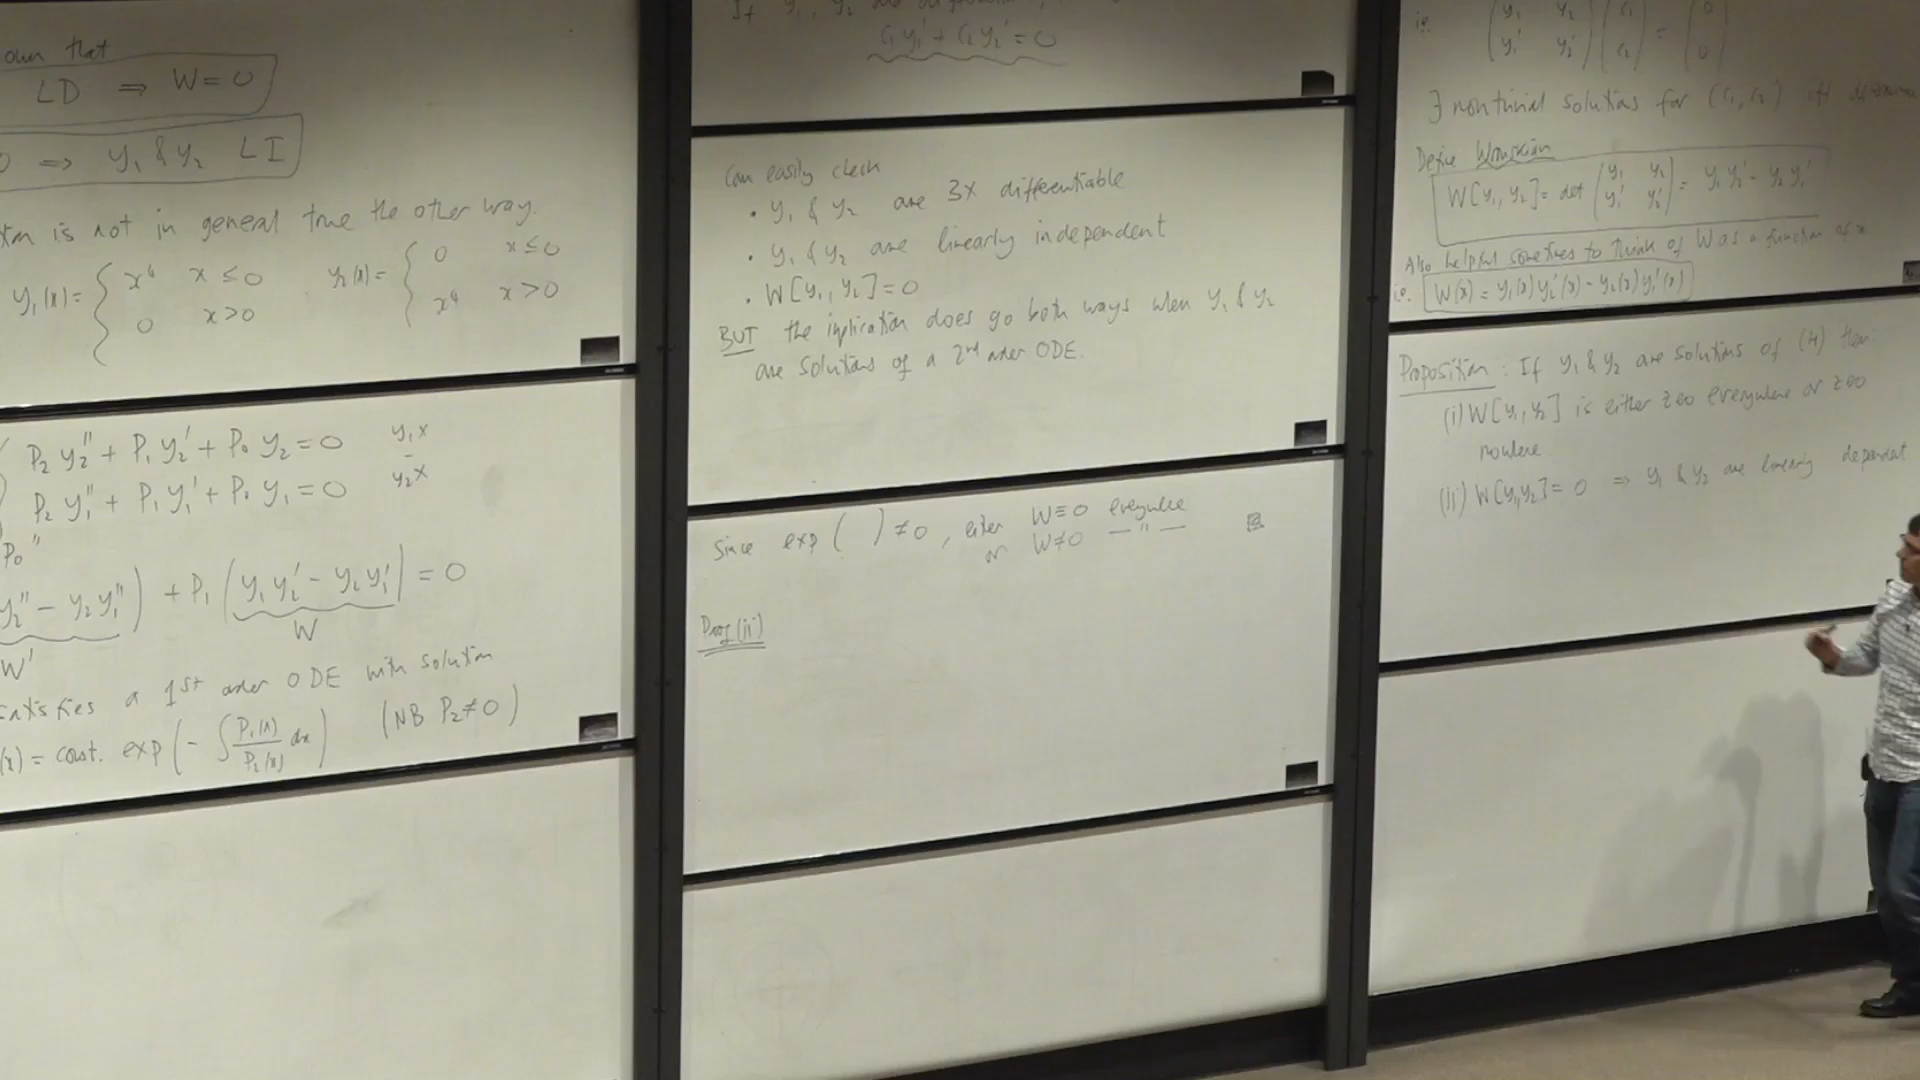 own that
LD ⇒ W=0
0 ⇒ y₁ & y₂ LI
is not in general true the other way.
y₁(x) = { x⁴ x ≤ 0
0 x>0
y₂(x) = { 0 x ≤ 0
x⁴ x>0
P₂ y₂'' + P₁ y₂' + P₀ y₂ = 0 y₁ ×
-
P₂ y₁'' + P₁ y₁' + P₀ y₁ = 0 y₂ ×
P₀ "
y₂'' - y₂ y₁'') + P₁ (y₁ y₂' - y₂ y₁') = 0
W' W
a 1st order ODE with solution
(x) = const. exp(- ∫ P₁(x)/P₂(x) dx) (NB P₂≠0)
If y₁, y₂
c₁y₁' + c₂y₂' = 0
Can easily check
• y₁ & y₂ are 3x differentiable
• y₁ & y₂ are linearly independent
• W[y₁, y₂] = 0
BUT the implication does go both ways when y₁ & y₂
are solutions of a 2nd order ODE.
Since exp( ) ≠ 0, either W≡0 everywhere
or W≠0 — " —
Proof (ii)
i.e. (y₁ y₂ y₁' y₂') (c₁ c₂) = (0 0)
∃ nontrivial solutions for (c₁, c₂) iff
Define Wronskian
W[y₁, y₂] = det (y₁ y₂ y₁' y₂') = y₁y₂' - y₂y₁'
Also helpful sometimes to think of W as a function of x
i.e. W(x) = y₁(x)y₂'(x) - y₂(x)y₁'(x)
Proposition: If y₁ & y₂ are solutions of (H) then
(i) W[y₁, y₂] is either zero everywhere or zero
nowhere
(ii) W[y₁,y₂] = 0 ⇒ y₁ & y₂ are linearly dependent